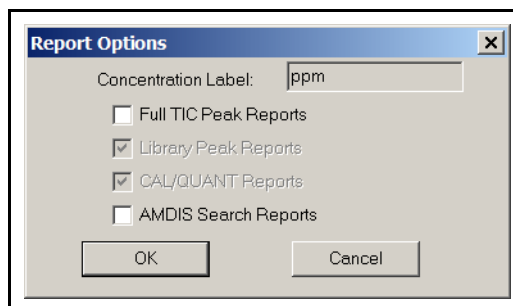 Report Options
Concentration Label: ppm
Full TIC Peak Reports
Library Peak Reports
CAL/QUANT Reports
AMDIS Search Reports
OK Cancel